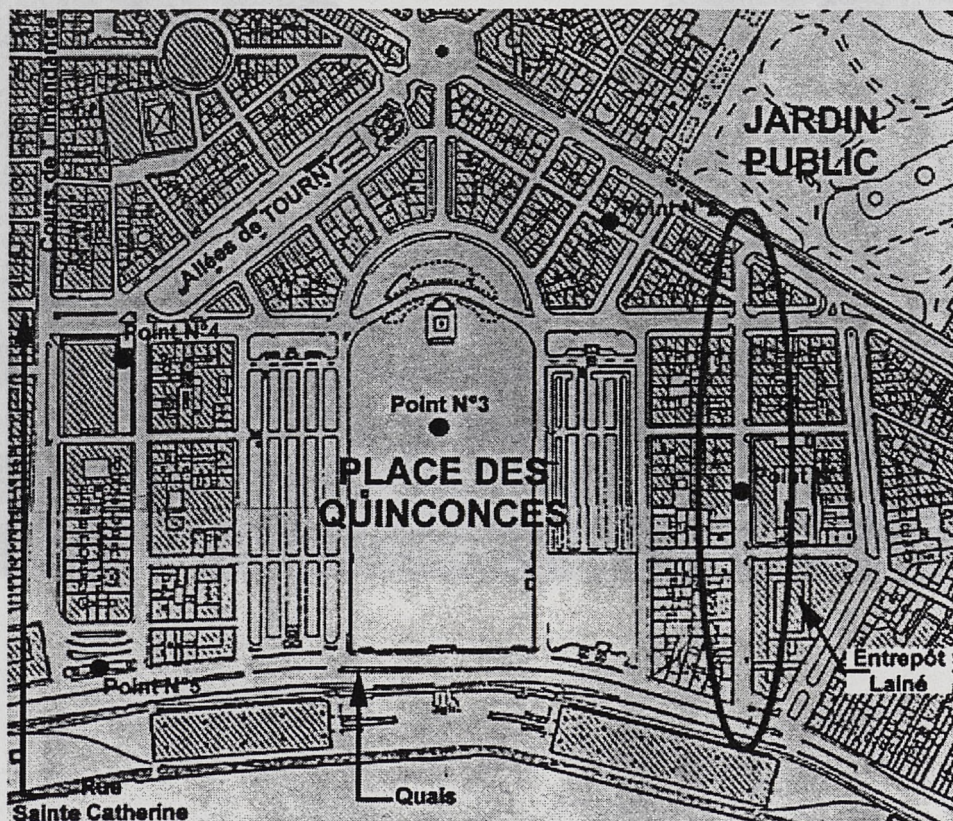 Cours de l'Intendance
JARDIN
PUBLIC
Allées de TOURNY
Point N°
Point N°4
Point N°3
PLACE DES
QUINCONCES
Point N°5
Entrepôt
Lainé
Quais
Rue
Sainte Catherine